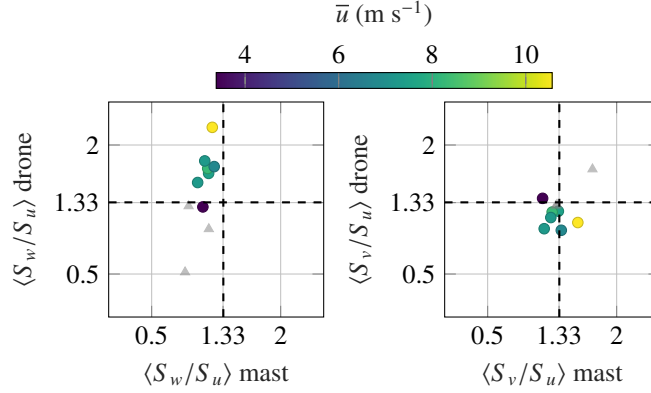 u̅ (m s⁻¹)
4 6 8 10
⟨S_w/S_u⟩ drone
2
1.33
0.5
0.5 1.33 2
⟨S_w/S_u⟩ mast
⟨S_v/S_u⟩ drone
2
1.33
0.5
0.5 1.33 2
⟨S_v/S_u⟩ mast